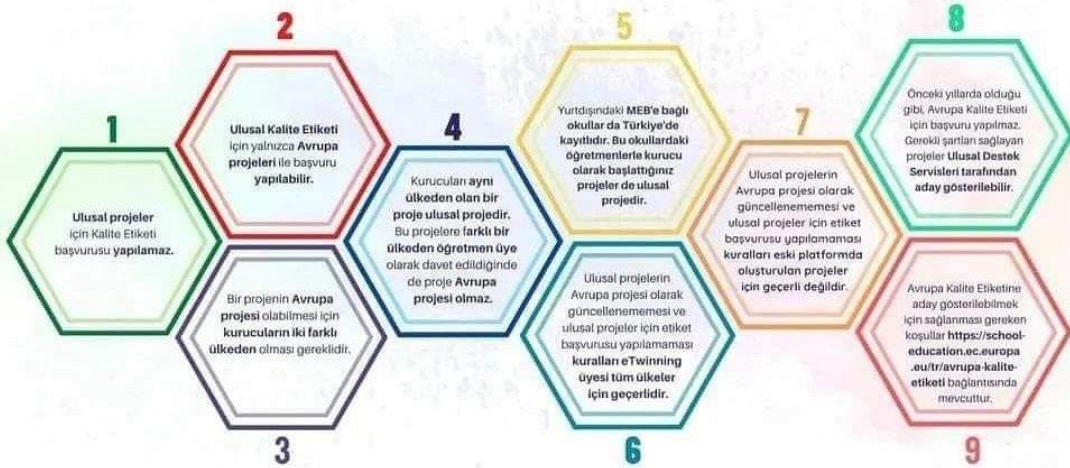 1
Ulusal projeler
için Kalite Etiketi
başvurusu yapılamaz.
2
Ulusal Kalite Etiketi
için yalnızca Avrupa
projeleri ile başvuru
yapılabilir.
3
Bir projenin Avrupa
projesi olabilmesi için
kurucuların iki farklı
ülkeden olması gereklidir.
4
Kurucuları aynı
ülkeden olan bir
proje ulusal projedir.
Bu projelere farklı bir
ülkeden öğretmen üye
olarak davet edildiğinde
de proje Avrupa
projesi olmaz.
5
Yurtdışındaki MEB'e bağlı
okullar da Türkiye'de
kayıtlıdır. Bu okullardaki
öğretmenlerle kurucu
olarak başlattığınız
projeler de ulusal
projedir.
6
Ulusal projelerin
Avrupa projesi olarak
güncellenememesi ve
ulusal projeler için etiket
başvurusu yapılamaması
kuralları eTwinning
üyesi tüm ülkeler
için geçerlidir.
7
Ulusal projelerin
Avrupa projesi olarak
güncellenememesi ve
ulusal projeler için etiket
başvurusu yapılamaması
kuralları eski platformda
oluşturulan projeler
için geçerli değildir.
8
Önceki yıllarda olduğu
gibi, Avrupa Kalite Etiketi
için başvuru yapılmaz.
Gerekli şartları sağlayan
projeler Ulusal Destek
Servisleri tarafından
aday gösterilebilir.
9
Avrupa Kalite Etiketine
aday gösterilebilmek
için sağlanması gereken
koşullar https://school-
education.ec.europa
.eu/tr/avrupa-kalite-
etiketi bağlantısında
mevcuttur.